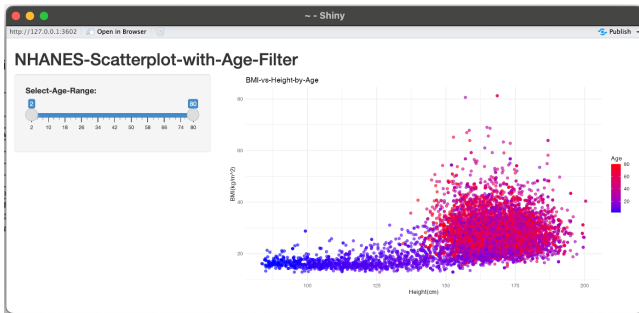 ~ - Shiny
http://127.0.0.1:3602 Open in Browser Publish
NHANES-Scatterplot-with-Age-Filter
Select-Age-Range:
2 80
2 10 18 26 34 42 50 58 66 74 80
BMI-vs-Height-by-Age
BMI(kg/m^2)
80
60
40
20
100 125 150 175 200
Height(cm)
Age
80
60
40
20